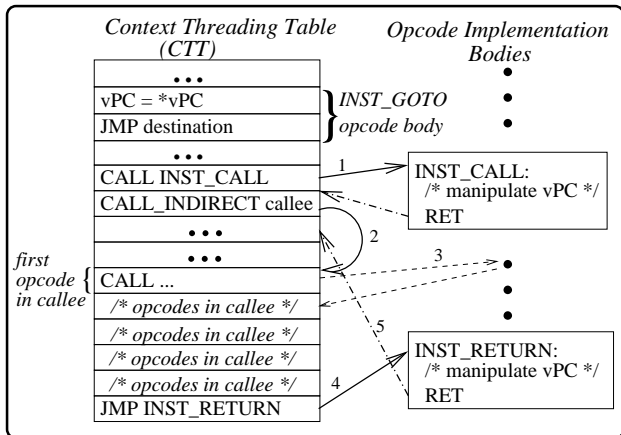 Context Threading Table
(CTT)
Opcode Implementation
Bodies
vPC = *vPC
JMP destination
INST_GOTO
opcode body
CALL INST_CALL
CALL_INDIRECT callee
1
INST_CALL:
/* manipulate vPC */
RET
2
first
opcode
in callee
CALL ...
3
/* opcodes in callee */
/* opcodes in callee */
/* opcodes in callee */
/* opcodes in callee */
5
JMP INST_RETURN
4
INST_RETURN:
/* manipulate vPC */
RET